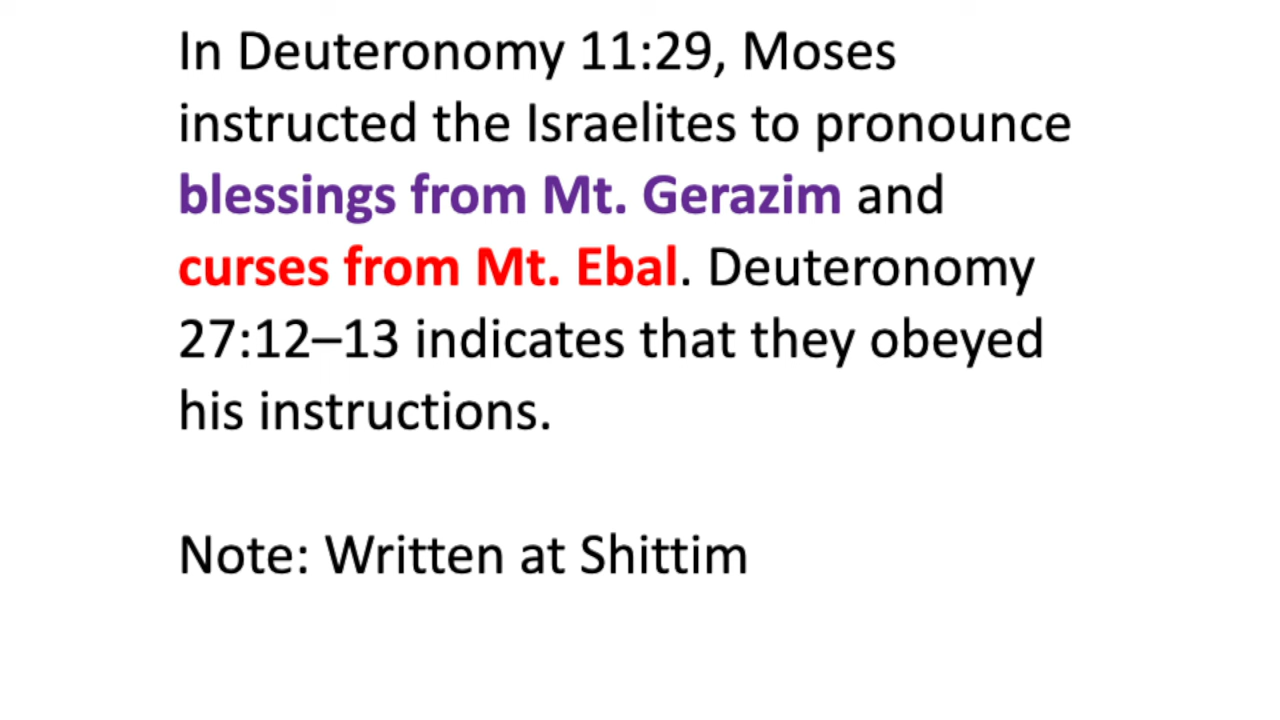 In Deuteronomy 11:29, Moses
instructed the Israelites to pronounce
blessings from Mt. Gerazim and
curses from Mt. Ebal. Deuteronomy
27:12–13 indicates that they obeyed
his instructions.
Note: Written at Shittim